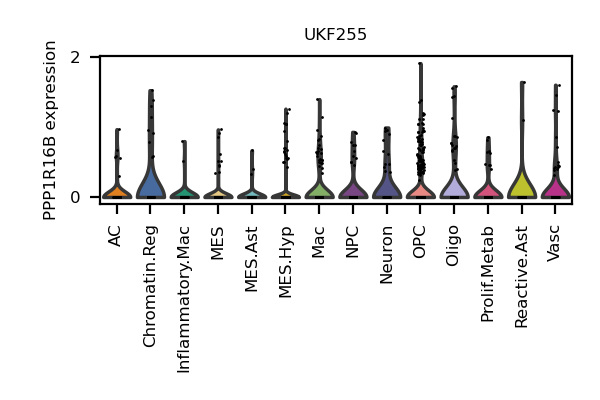 UKF255
PPP1R16B expression
2
0
AC
Chromatin.Reg
Inflammatory.Mac
MES
MES.Ast
MES.Hyp
Mac
NPC
Neuron
OPC
Oligo
Prolif.Metab
Reactive.Ast
Vasc